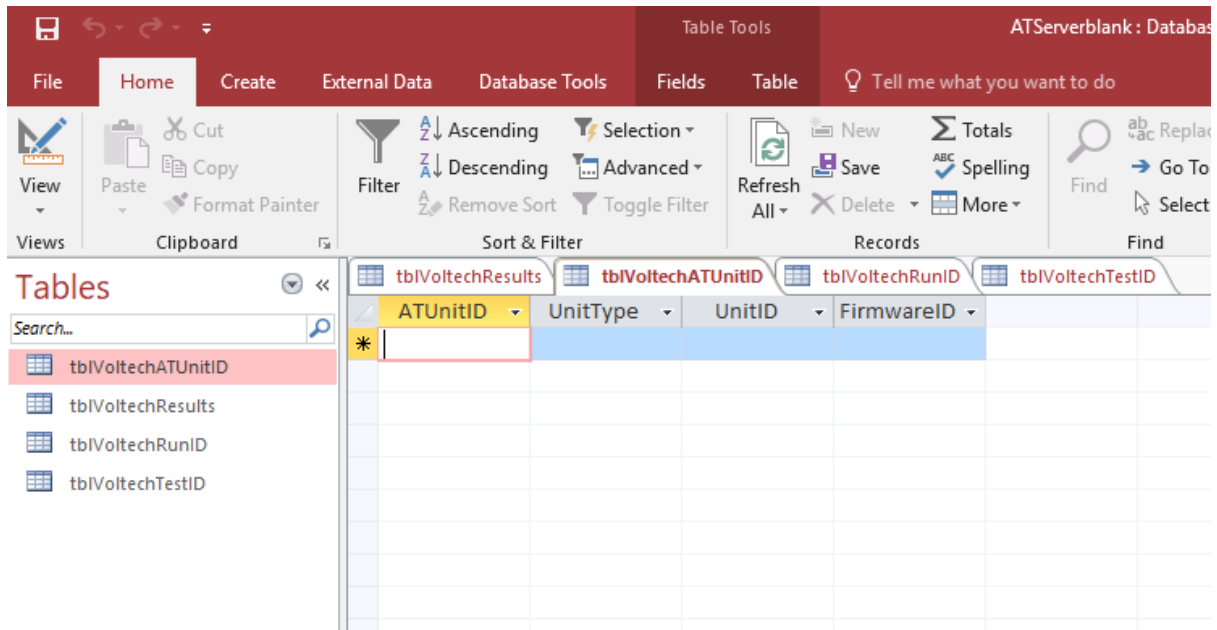 Table Tools
ATServerblank : Databas
File Home Create External Data Database Tools Fields Table Tell me what you want to do
View
Views
Paste
Cut
Copy
Format Painter
Clipboard
Filter
Ascending
Descending
Remove Sort
Selection
Advanced
Toggle Filter
Sort & Filter
Refresh
All
New
Save
Delete
Totals
Spelling
More
Records
Find
Replac
Go To
Select
Find
Tables
Search...
tblVoltechATUnitID
tblVoltechResults
tblVoltechRunID
tblVoltechTestID
tblVoltechResults tblVoltechATUnitID tblVoltechRunID tblVoltechTestID
ATUnitID UnitType UnitID FirmwareID